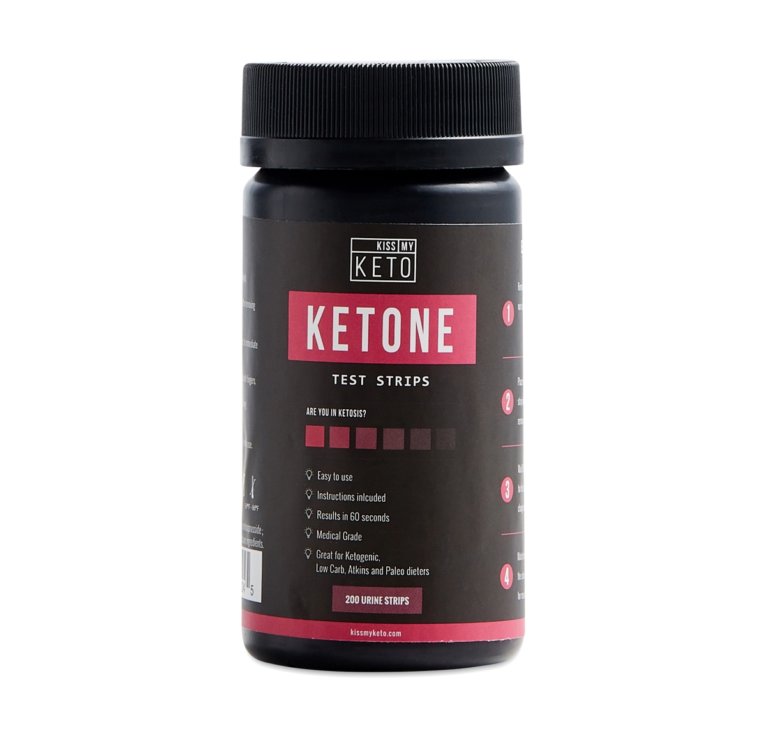 KISS MY
KETO
KETONE
TEST STRIPS
ARE YOU IN KETOSIS?
Easy to use
Instructions inlcuded
Results in 60 seconds
Medical Grade
Great for Ketogenic,
Low Carb, Atkins and Paleo dieters
200 URINE STRIPS
kissmyketo.com
1
2
3
4
5